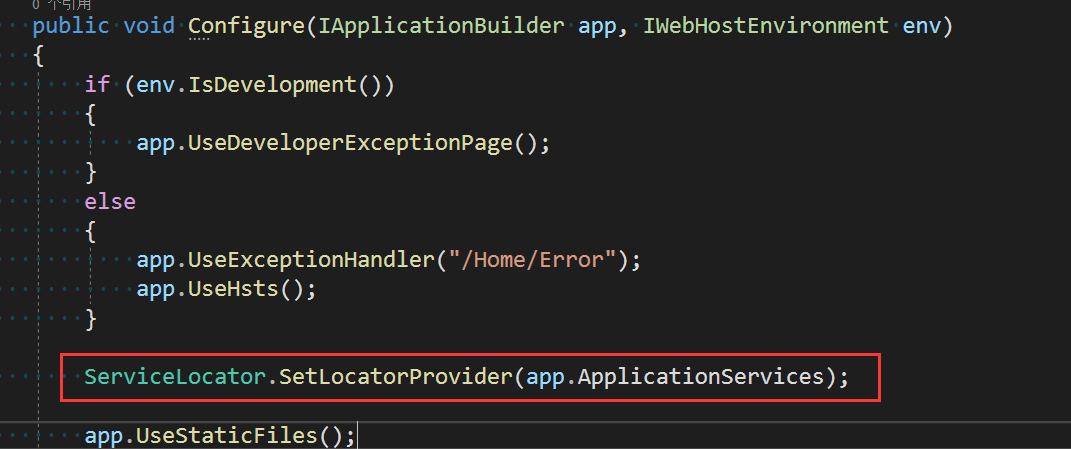 0 个引用
public void Configure(IApplicationBuilder app, IWebHostEnvironment env)
{
if (env.IsDevelopment())
{
app.UseDeveloperExceptionPage();
}
else
{
app.UseExceptionHandler("/Home/Error");
app.UseHsts();
}
ServiceLocator.SetLocatorProvider(app.ApplicationServices);
app.UseStaticFiles();